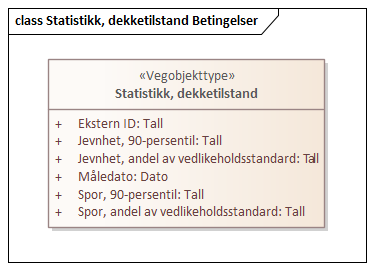 class Statistikk, dekketilstand Betingelser
«Vegobjekttype»
Statistikk, dekketilstand
+ Ekstern ID: Tall
+ Jevnhet, 90-persentil: Tall
+ Jevnhet, andel av vedlikeholdsstandard: Tall
+ Måledato: Dato
+ Spor, 90-persentil: Tall
+ Spor, andel av vedlikeholdsstandard: Tall